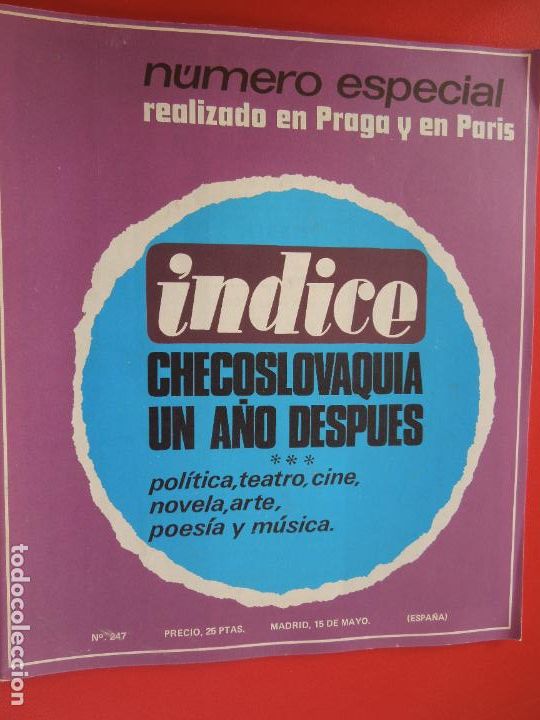 número especial
realizado en Praga y en Paris
índice
CHECOSLOVAQUIA
UN AÑO DESPUES
***
política, teatro, cine,
novela, arte,
poesía y música.
Nº. 247 PRECIO, 25 PTAS. MADRID, 15 DE MAYO. (ESPAÑA)
todocoleccion
todocoleccion